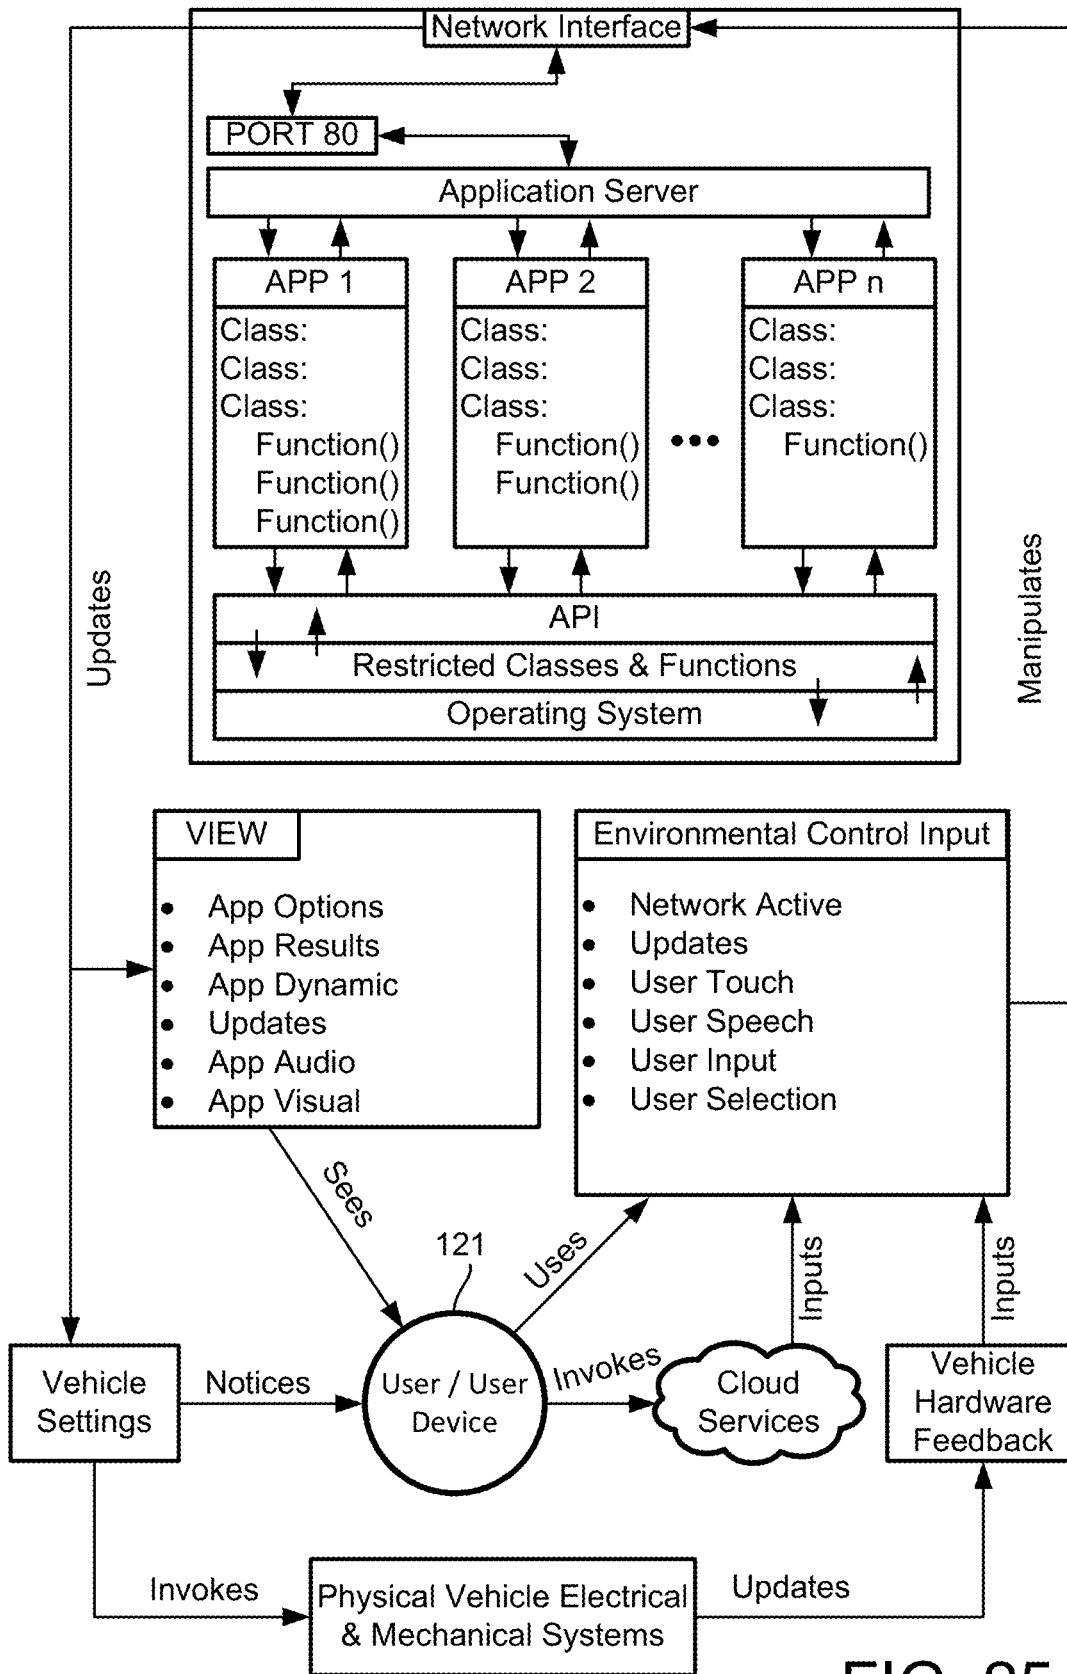 Network Interface
PORT 80
Application Server
APP 1
Class:
Class:
Class:
Function()
Function()
Function()
APP 2
Class:
Class:
Class:
Function()
Function()
•••
APP n
Class:
Class:
Class:
Function()
API
Restricted Classes & Functions
Operating System
Updates
Manipulates
VIEW
• App Options
• App Results
• App Dynamic
• Updates
• App Audio
• App Visual
Environmental Control Input
• Network Active
• Updates
• User Touch
• User Speech
• User Input
• User Selection
Sees
121
Uses
Inputs
Inputs
Vehicle
Settings
Notices
User / User
Device
Invokes
Cloud
Services
Vehicle
Hardware
Feedback
Invokes
Physical Vehicle Electrical
& Mechanical Systems
Updates